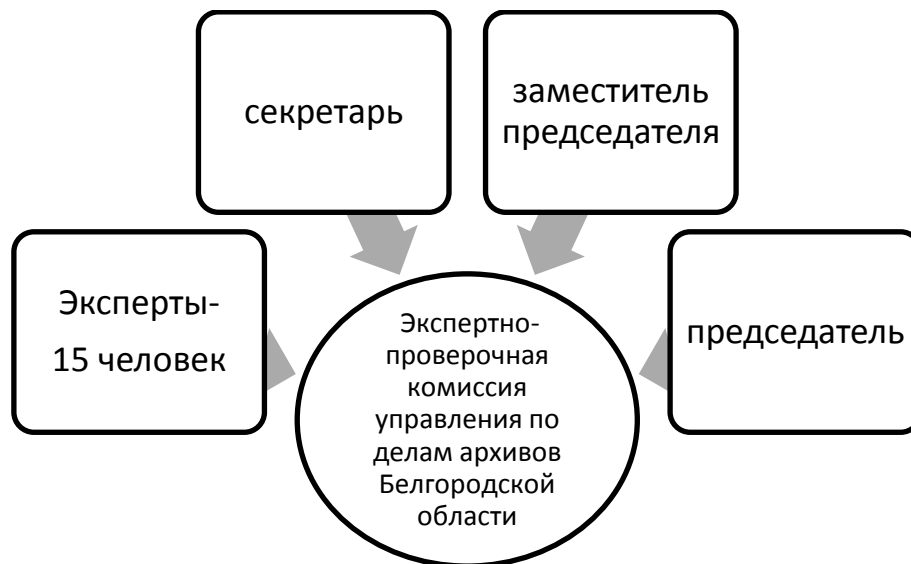 секретарь
заместитель
председателя
Эксперты-
15 человек
председатель
Экспертно-
проверочная
комиссия
управления по
делам архивов
Белгородской
области